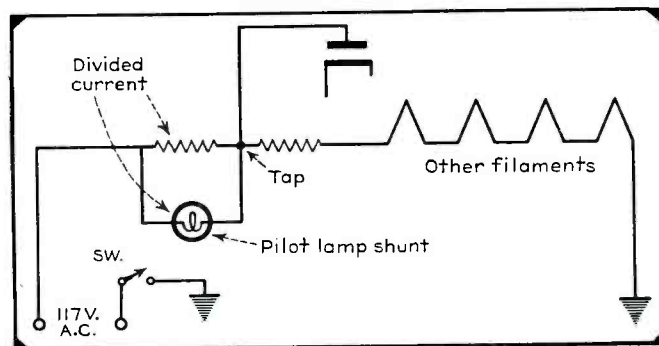 Divided
current
Tap
Other filaments
Pilot lamp shunt
SW.
117V.
A.C.